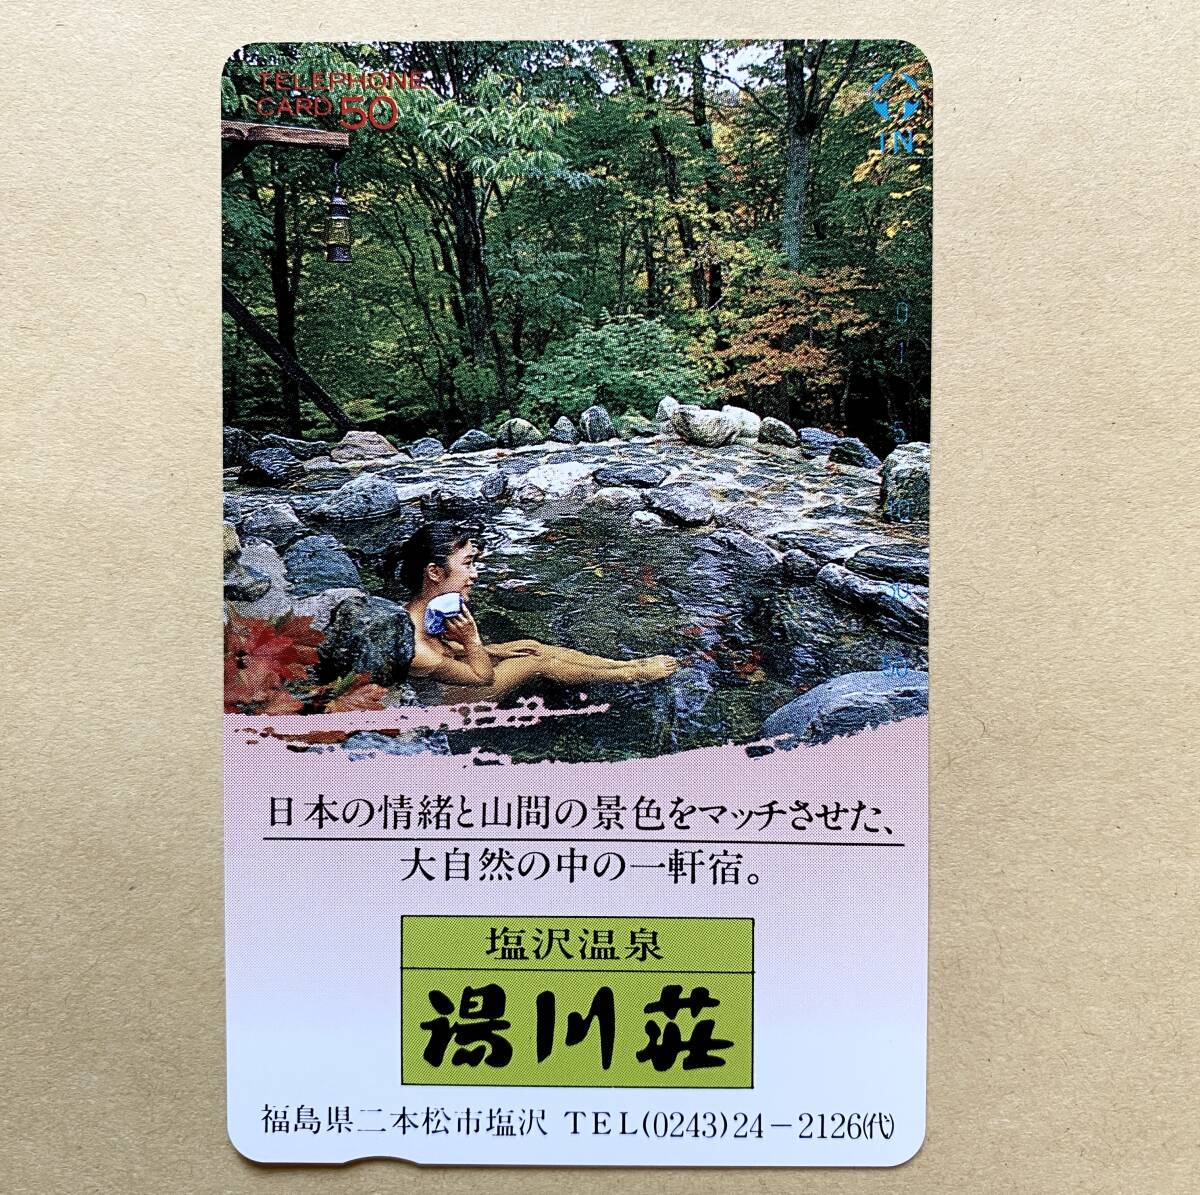 TELEPHONE
CARD 50
IN
50
50
日本の情緒と山間の景色をマッチさせた、
大自然の中の一軒宿。
塩沢温泉
湯川荘
福島県二本松市塩沢 TEL(0243)24-2126(代)